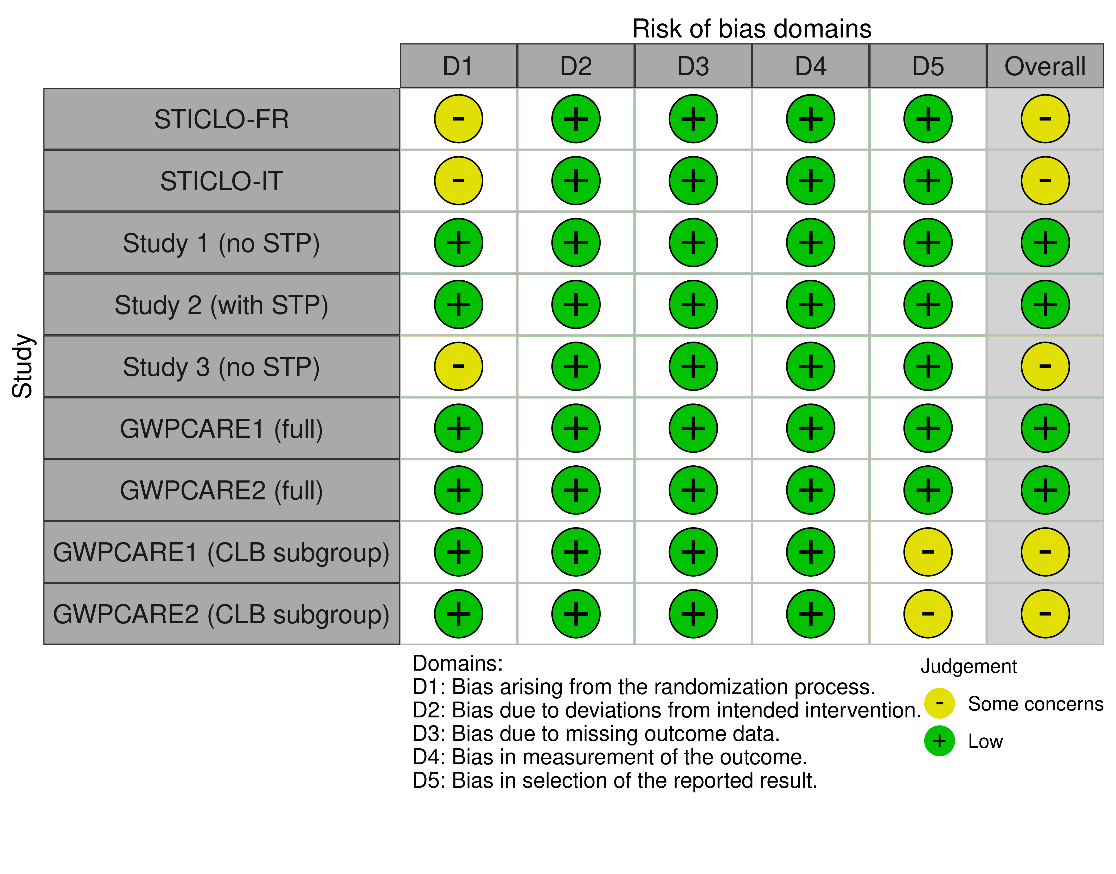 Risk of bias domains
D1 D2 D3 D4 D5 Overall
STICLO-FR - + + + + -
STICLO-IT - + + + + -
Study 1 (no STP) + + + + + +
Study 2 (with STP) + + + + + +
Study 3 (no STP) - + + + + -
GWPCARE1 (full) + + + + + +
GWPCARE2 (full) + + + + + +
GWPCARE1 (CLB subgroup) + + + + - -
GWPCARE2 (CLB subgroup) + + + + - -
Study
Domains:
D1: Bias arising from the randomization process.
D2: Bias due to deviations from intended intervention.
D3: Bias due to missing outcome data.
D4: Bias in measurement of the outcome.
D5: Bias in selection of the reported result.
Judgement
- Some concerns
+ Low